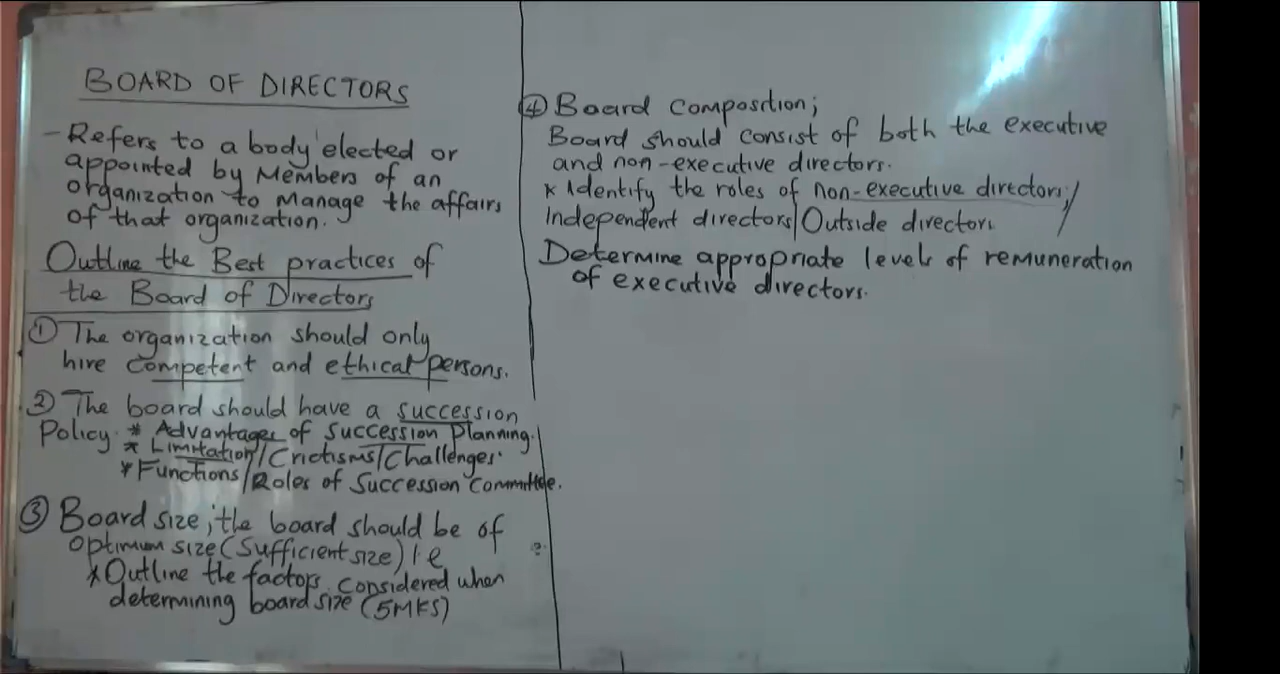 BOARD OF DIRECTORS
- Refers to a body elected or
appointed by Members of an
organization to Manage the affairs
of that organization.
Outline the Best practices of
the Board of Directors
① The organization should only
hire competent and ethical persons.
② The board should have a succession
Policy. * Advantages of Succession Planning.
* Limitation/Crictisms/Challenges.
* Functions/Roles of Succession Committee.
③ Board size; the board should be of
optimum size (Sufficient size) i.e
* Outline the factors considered when
determining board size (5MKS)
④ Board Composition;
Board should consist of both the executive
and non-executive directors.
* Identify the roles of non-executive directors/
Independent directors/Outside directors
Determine appropriate levels of remuneration
of executive directors.